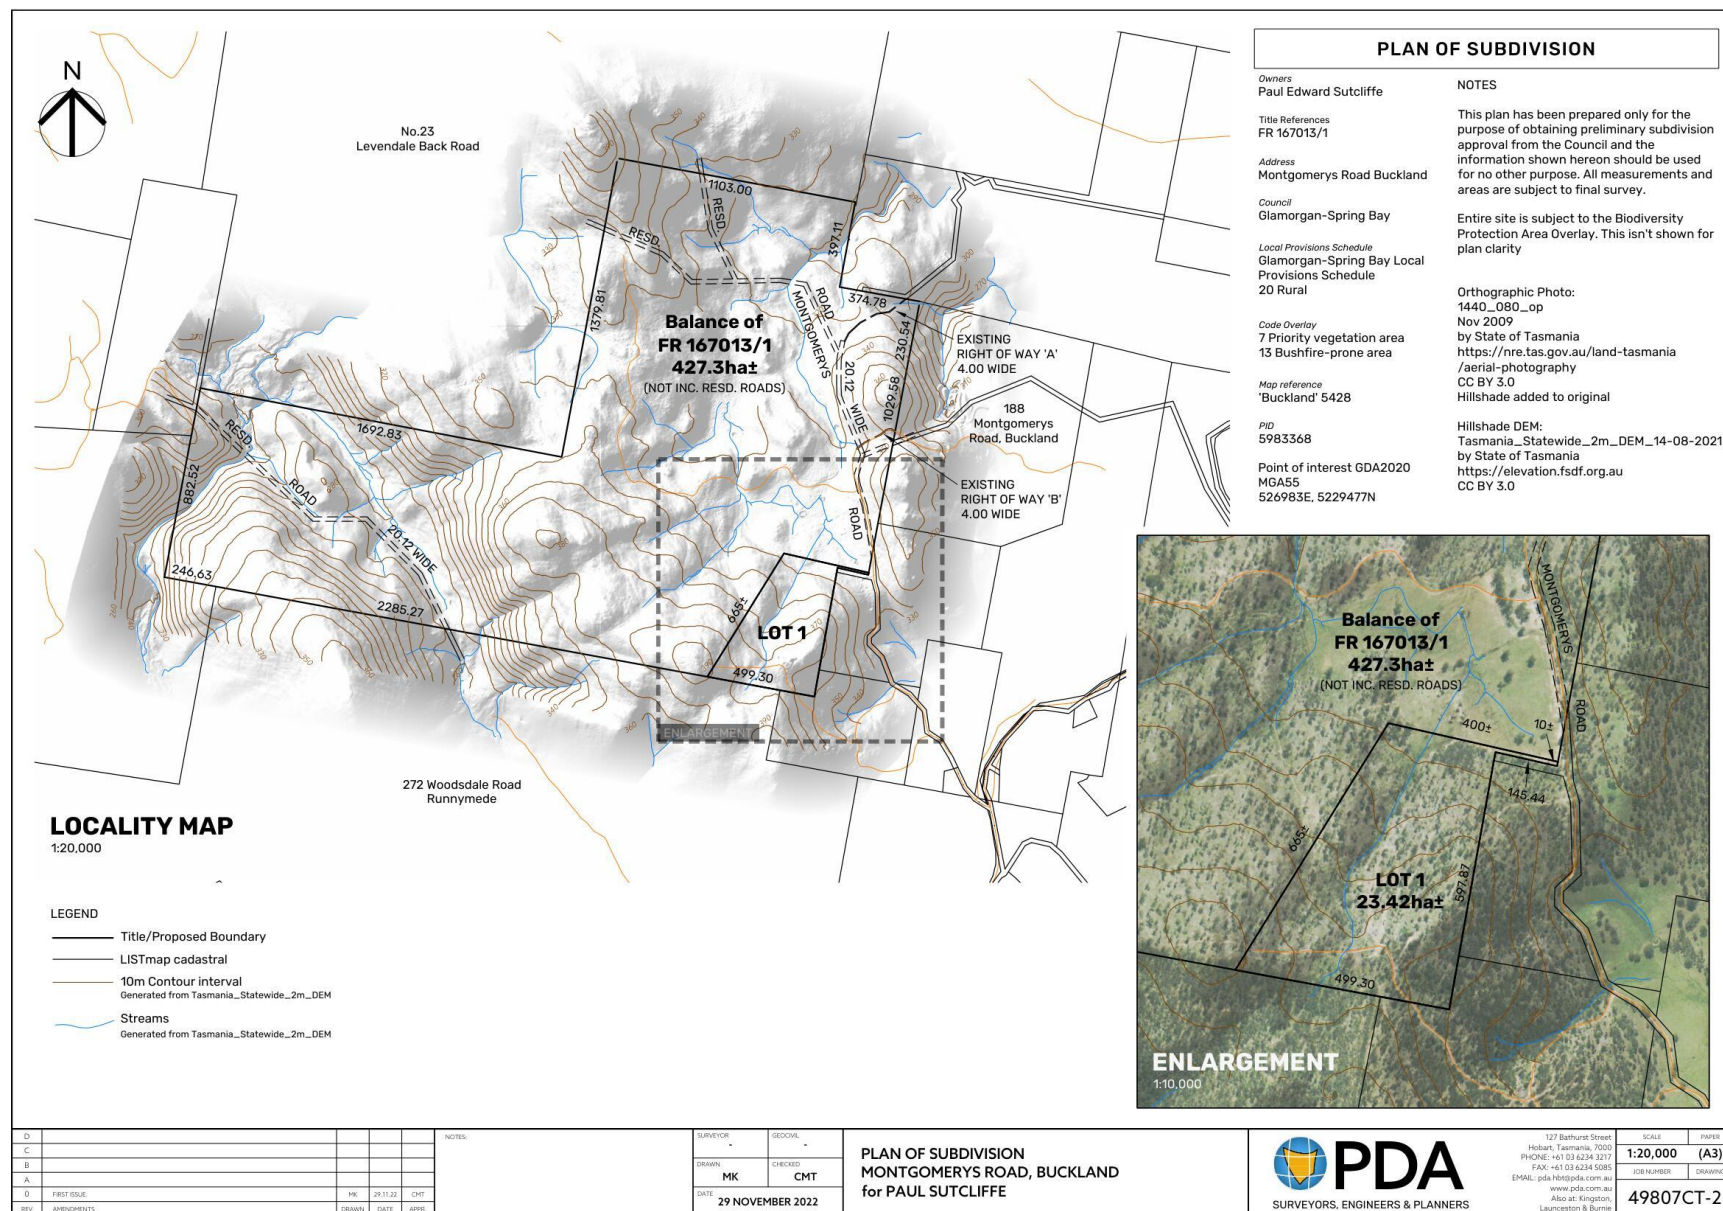 PLAN OF SUBDIVISION
Owners
Paul Edward Sutcliffe
Title References
FR 167013/1
Address
Montgomerys Road Buckland
Council
Glamorgan-Spring Bay
Local Provisions Schedule
Glamorgan-Spring Bay Local
Provisions Schedule
20 Rural
Code Overlay
7 Priority vegetation area
13 Bushfire-prone area
Map reference
'Buckland' 5428
PID
5983368
Point of interest GDA2020
MGA55
526983E, 5229477N
NOTES
This plan has been prepared only for the
purpose of obtaining preliminary subdivision
approval from the Council and the
information shown hereon should be used
for no other purpose. All measurements and
areas are subject to final survey.
Entire site is subject to the Biodiversity
Protection Area Overlay. This isn't shown for
plan clarity
Orthographic Photo:
1440_080_op
Nov 2009
by State of Tasmania
https://nre.tas.gov.au/land-tasmania
/aerial-photography
CC BY 3.0
Hillshade added to original
Hillshade DEM:
Tasmania_Statewide_2m_DEM_14-08-2021
by State of Tasmania
https://elevation.fsdf.org.au
CC BY 3.0
N
No.23
Levendale Back Road
1103.00
RESD.
RESD.
397.11
1379.81
ROAD
MONTGOMERYS
374.78
Balance of
FR 167013/1
427.3ha±
(NOT INC. RESD. ROADS)
230.54
EXISTING
RIGHT OF WAY 'A'
4.00 WIDE
20.12
WIDE
1029.58
188
Montgomerys
Road, Buckland
EXISTING
RIGHT OF WAY 'B'
4.00 WIDE
ROAD
1692.83
RESD.
882.52
ROAD
20.12 WIDE
246.63
2285.27
665±
LOT 1
499.30
ENLARGEMENT
272 Woodsdale Road
Runnymede
LOCALITY MAP
1:20,000
LEGEND
Title/Proposed Boundary
LISTmap cadastral
10m Contour interval
Generated from Tasmania_Statewide_2m_DEM
Streams
Generated from Tasmania_Statewide_2m_DEM
Balance of
FR 167013/1
427.3ha±
(NOT INC. RESD. ROADS)
MONTGOMERYS
ROAD
400±
10±
145.44
665±
LOT 1
23.42ha±
597.87
499.30
ENLARGEMENT
1:10,000
D
C
B
A
0 FIRST ISSUE MK 29.11.22 CMT
REV AMENDMENTS DRAWN DATE APPR.
NOTES:
SURVEYOR
-
GEOCIVIL
-
DRAWN
MK
CHECKED
CMT
DATE
29 NOVEMBER 2022
PLAN OF SUBDIVISION
MONTGOMERYS ROAD, BUCKLAND
for PAUL SUTCLIFFE
PDA
SURVEYORS, ENGINEERS & PLANNERS
127 Bathurst Street
Hobart, Tasmania, 7000
PHONE: +61 03 6234 3217
FAX: +61 03 6234 5085
EMAIL: pda.hbt@pda.com.au
www.pda.com.au
Also at: Kingston,
Launceston & Burnie
SCALE
1:20,000
PAPER
(A3)
JOB NUMBER
DRAWING
49807CT-2